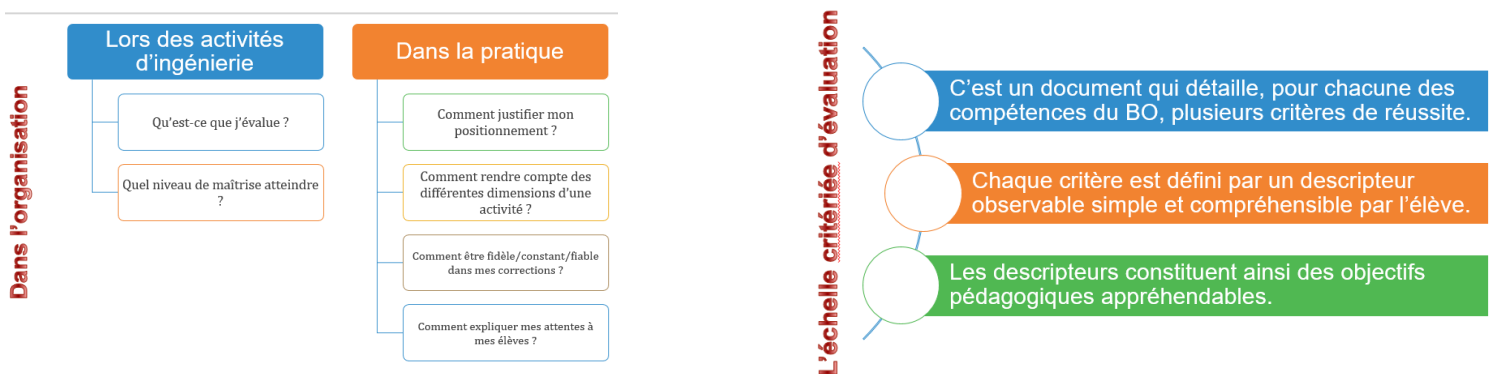 Dans l'organisation
Lors des activités
d'ingénierie
Qu'est-ce que j'évalue ?
Quel niveau de maîtrise atteindre
?
Dans la pratique
Comment justifier mon
positionnement ?
Comment rendre compte des
différentes dimensions d'une
activité ?
Comment être fidèle/constant/fiable
dans mes corrections ?
Comment expliquer mes attentes à
mes élèves ?
L'échelle critériée d'évaluation
C'est un document qui détaille, pour chacune des
compétences du BO, plusieurs critères de réussite.
Chaque critère est défini par un descripteur
observable simple et compréhensible par l'élève.
Les descripteurs constituent ainsi des objectifs
pédagogiques appréhendables.